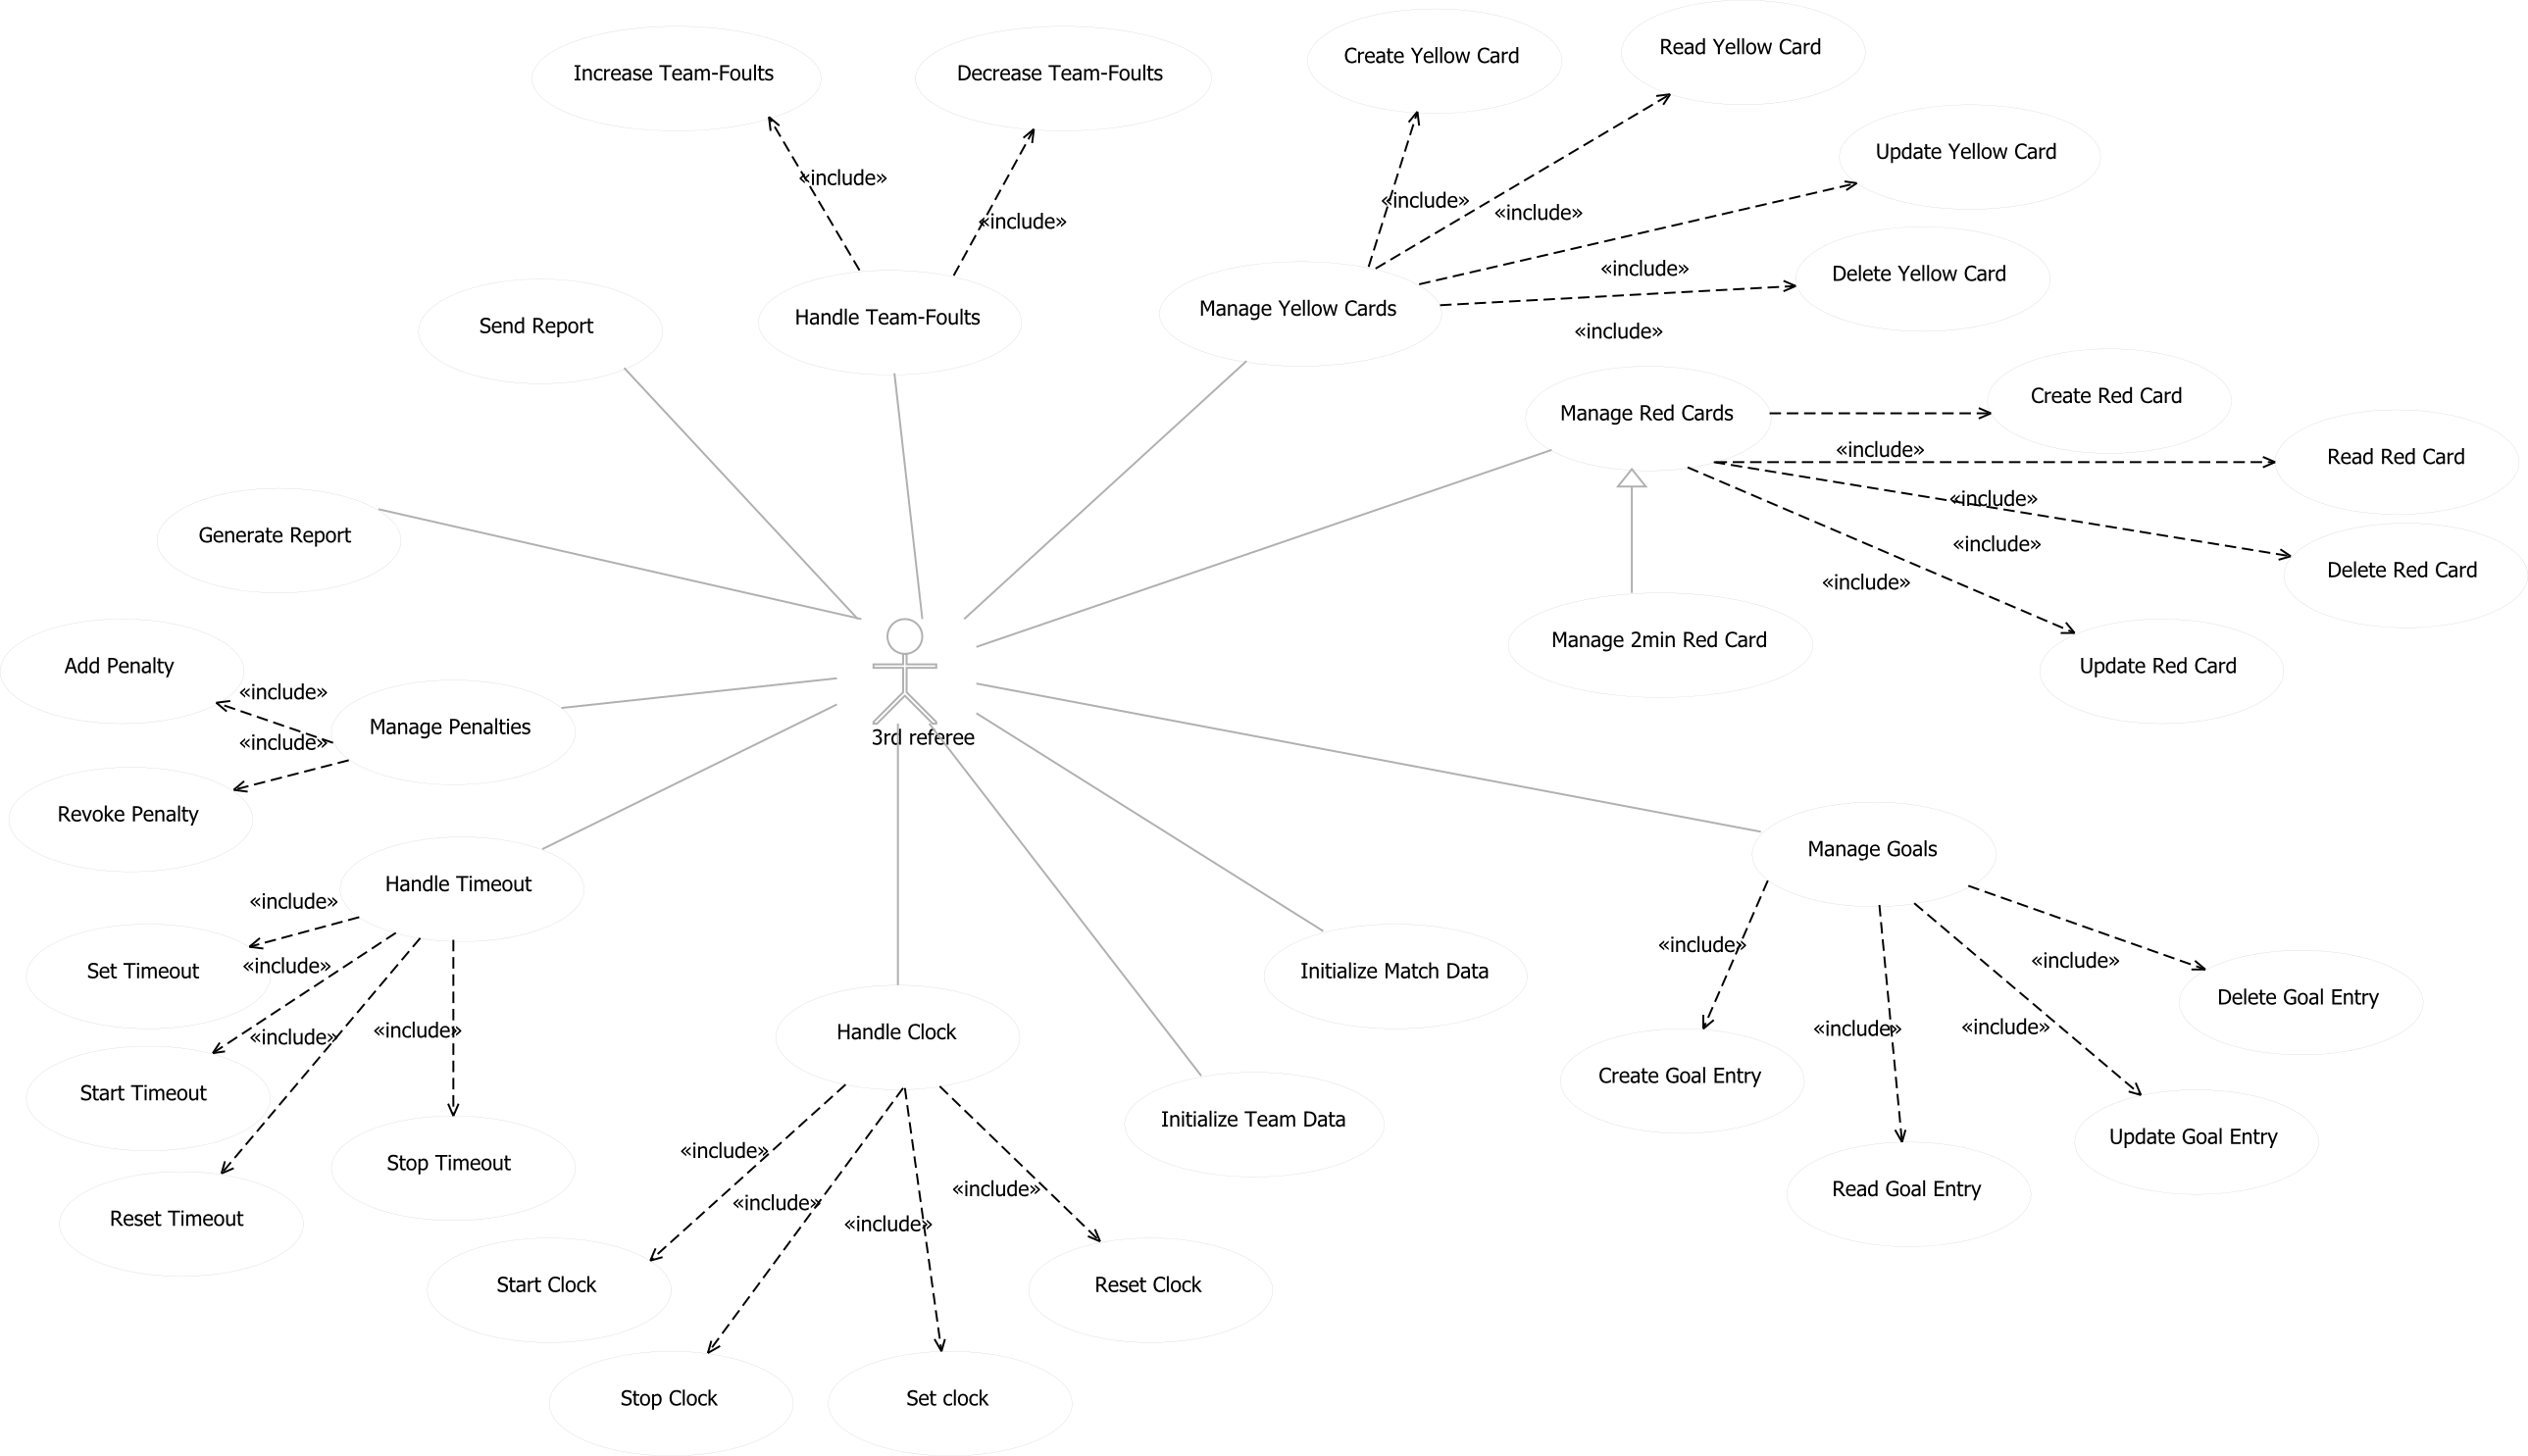 Read Yellow Card
Create Yellow Card
Increase Team-Foults
Decrease Team-Foults
Update Yellow Card
«include»
«include»
«include»
«include»
«include»
Delete Yellow Card
Manage Yellow Cards
Handle Team-Foults
Send Report
«include»
Create Red Card
Manage Red Cards
«include»
Read Red Card
«include»
Generate Report
«include»
Delete Red Card
«include»
Manage 2min Red Card
Add Penalty
Update Red Card
«include»
Manage Penalties
3rd referee
«include»
Revoke Penalty
Manage Goals
Handle Timeout
«include»
«include»
«include»
Set Timeout
«include»
Initialize Match Data
Delete Goal Entry
«include»
«include»
«include»
Handle Clock
«include»
Create Goal Entry
Start Timeout
Initialize Team Data
Update Goal Entry
«include»
Stop Timeout
«include»
Read Goal Entry
«include»
Reset Timeout
«include»
Start Clock
Reset Clock
Stop Clock
Set clock